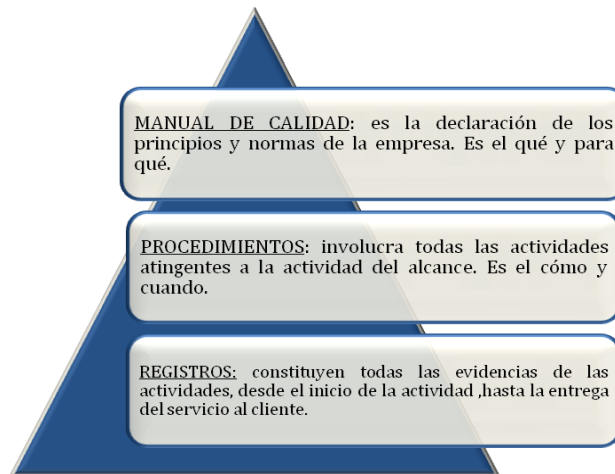 MANUAL DE CALIDAD: es la declaración de los
principios y normas de la empresa. Es el qué y para
qué.
PROCEDIMIENTOS: involucra todas las actividades
atingentes a la actividad del alcance. Es el cómo y
cuando.
REGISTROS: constituyen todas las evidencias de las
actividades, desde el inicio de la actividad ,hasta la entrega
del servicio al cliente.